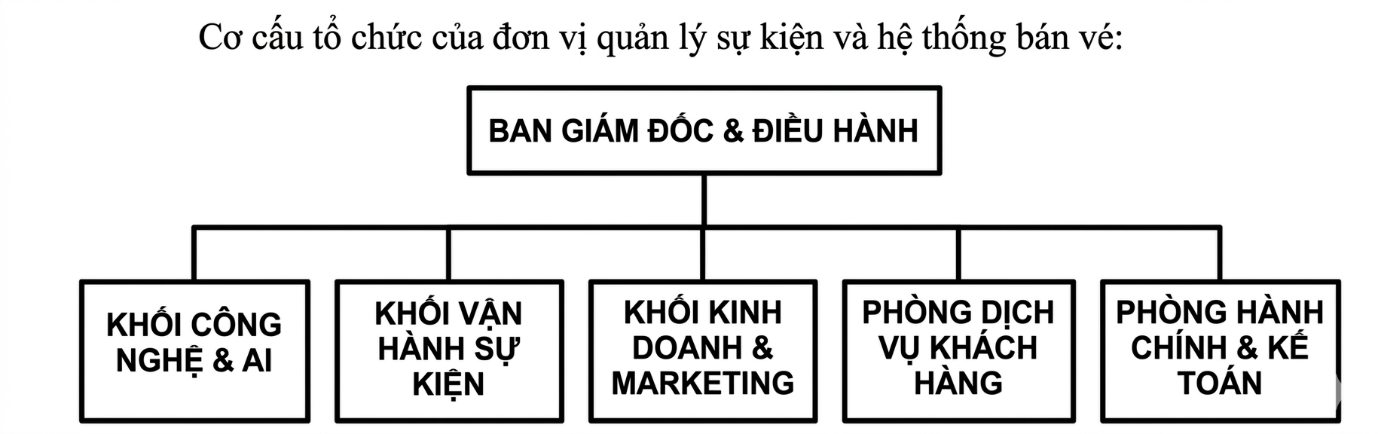 Cơ cấu tổ chức của đơn vị quản lý sự kiện và hệ thống bán vé:
BAN GIÁM ĐỐC & ĐIỀU HÀNH
KHỐI CÔNG
NGHỆ & AI
KHỐI VẬN
HÀNH SỰ
KIỆN
KHỐI KINH
DOANH &
MARKETING
PHÒNG DỊCH
VỤ KHÁCH
HÀNG
PHÒNG HÀNH
CHÍNH & KẾ
TOÁN